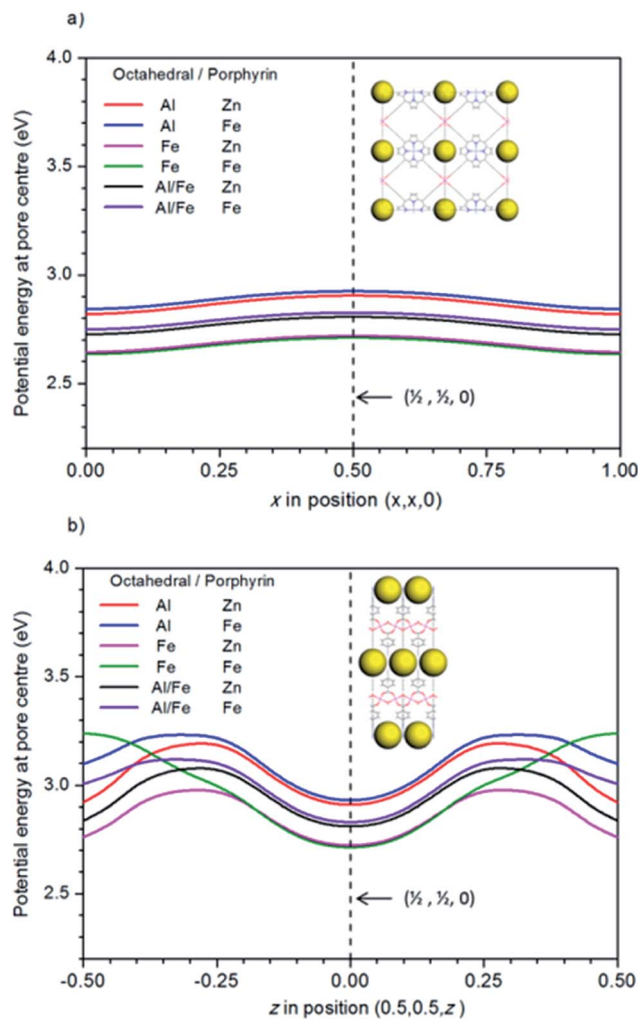 a)
Potential energy at pore centre (eV)
4.0
3.5
3.0
2.5
Octahedral / Porphyrin
Al Zn
Al Fe
Fe Zn
Fe Fe
Al/Fe Zn
Al/Fe Fe
(½ , ½, 0)
0.00 0.25 0.50 0.75 1.00
x in position (x,x,0)
b)
Potential energy at pore centre (eV)
4.0
3.5
3.0
2.5
Octahedral / Porphyrin
Al Zn
Al Fe
Fe Zn
Fe Fe
Al/Fe Zn
Al/Fe Fe
(½ , ½, 0)
-0.50 -0.25 0.00 0.25 0.50
z in position (0.5,0.5,z)